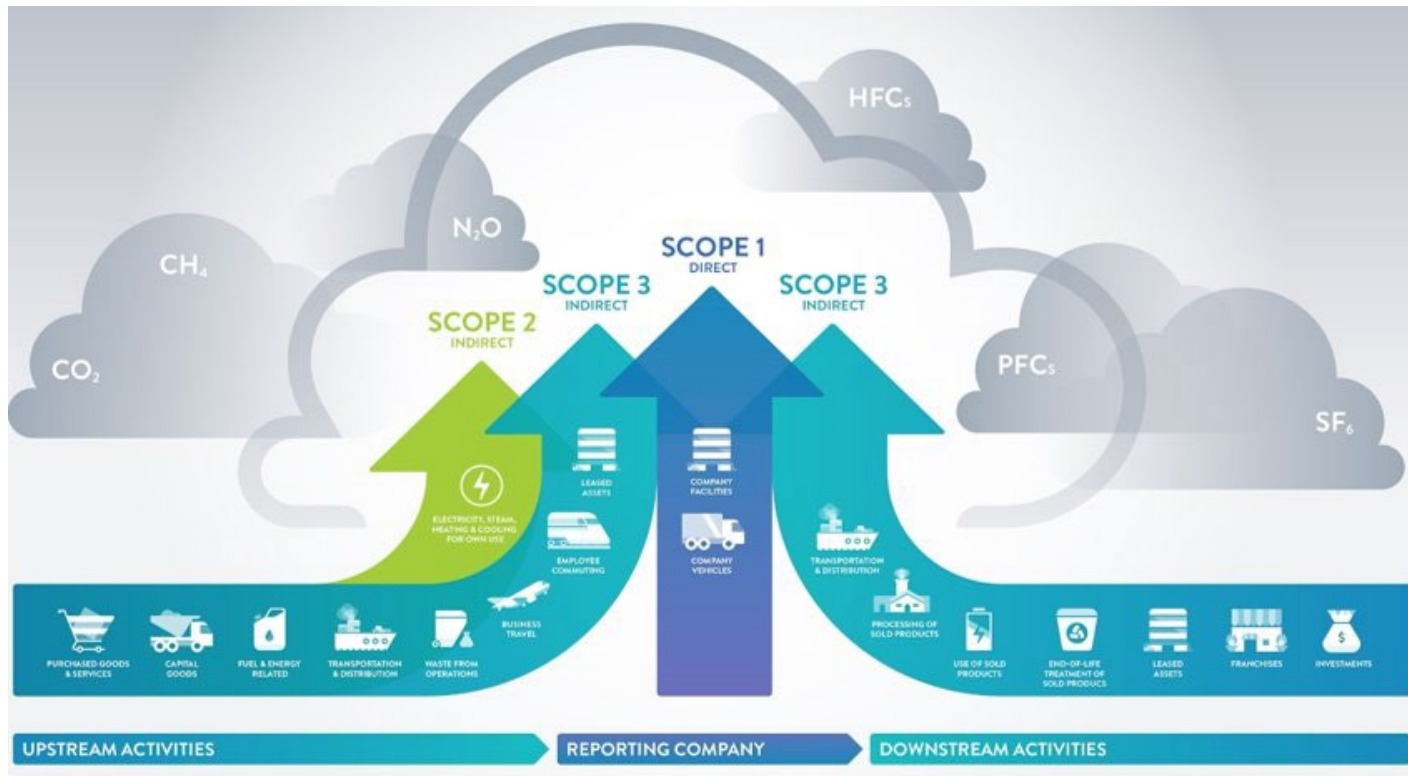 HFCs
N₂O
CH₄
CO₂
PFCs
SF₆
SCOPE 2
INDIRECT
SCOPE 3
INDIRECT
SCOPE 1
DIRECT
SCOPE 3
INDIRECT
ELECTRICITY, STEAM,
HEATING & COOLING
FOR OWN USE
LEASED
ASSETS
EMPLOYEE
COMMUTING
BUSINESS
TRAVEL
COMPANY
FACILITIES
COMPANY
VEHICLES
TRANSPORTATION
& DISTRIBUTION
PROCESSING OF
SOLD PRODUCTS
PURCHASED GOODS
& SERVICES
CAPITAL
GOODS
FUEL & ENERGY
RELATED
TRANSPORTATION
& DISTRIBUTION
WASTE FROM
OPERATIONS
USE OF SOLD
PRODUCTS
END-OF-LIFE
TREATMENT OF
SOLD PRODUCS
LEASED
ASSETS
FRANCHISES
$
INVESTMENTS
UPSTREAM ACTIVITIES
REPORTING COMPANY
DOWNSTREAM ACTIVITIES